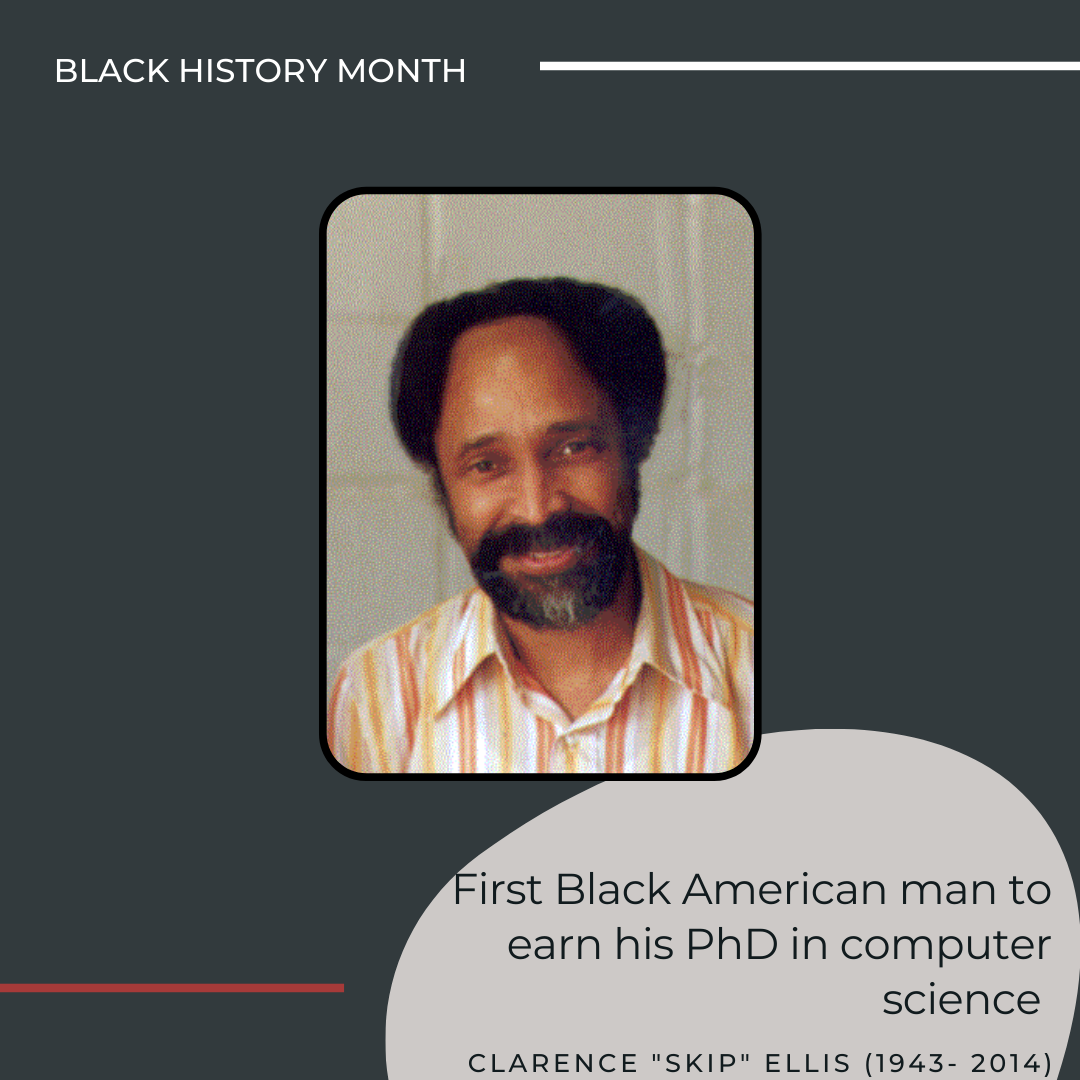 BLACK HISTORY MONTH
First Black American man to
earn his PhD in computer
science
CLARENCE "SKIP" ELLIS (1943- 2014)